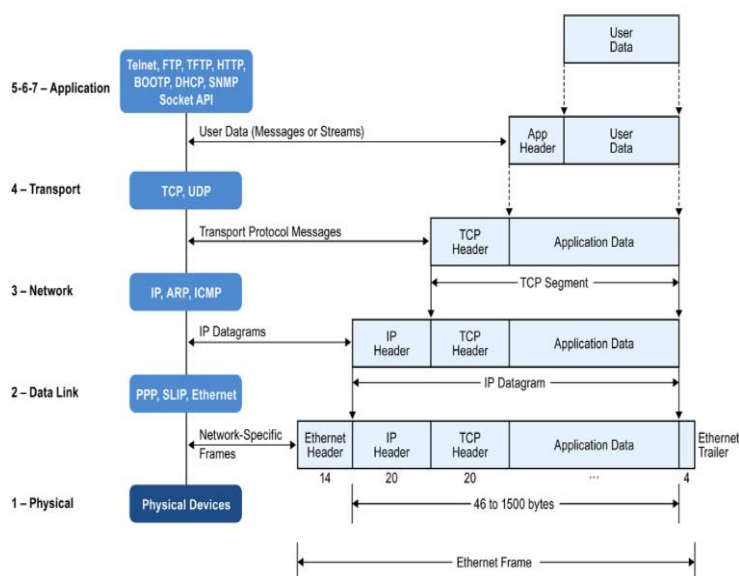 User
Data
Telnet, FTP, TFTP, HTTP,
BOOTP, DHCP, SNMP
Socket API
5-6-7 – Application
User Data (Messages or Streams)
App
Header
User
Data
4 – Transport
TCP, UDP
Transport Protocol Messages
TCP
Header
Application Data
TCP Segment
3 – Network
IP, ARP, ICMP
IP Datagrams
IP
Header
TCP
Header
Application Data
IP Datagram
2 – Data Link
PPP, SLIP, Ethernet
Network-Specific
Frames
Ethernet
Header
IP
Header
TCP
Header
Application Data
Ethernet
Trailer
14
20
20
...
4
1 – Physical
Physical Devices
46 to 1500 bytes
Ethernet Frame